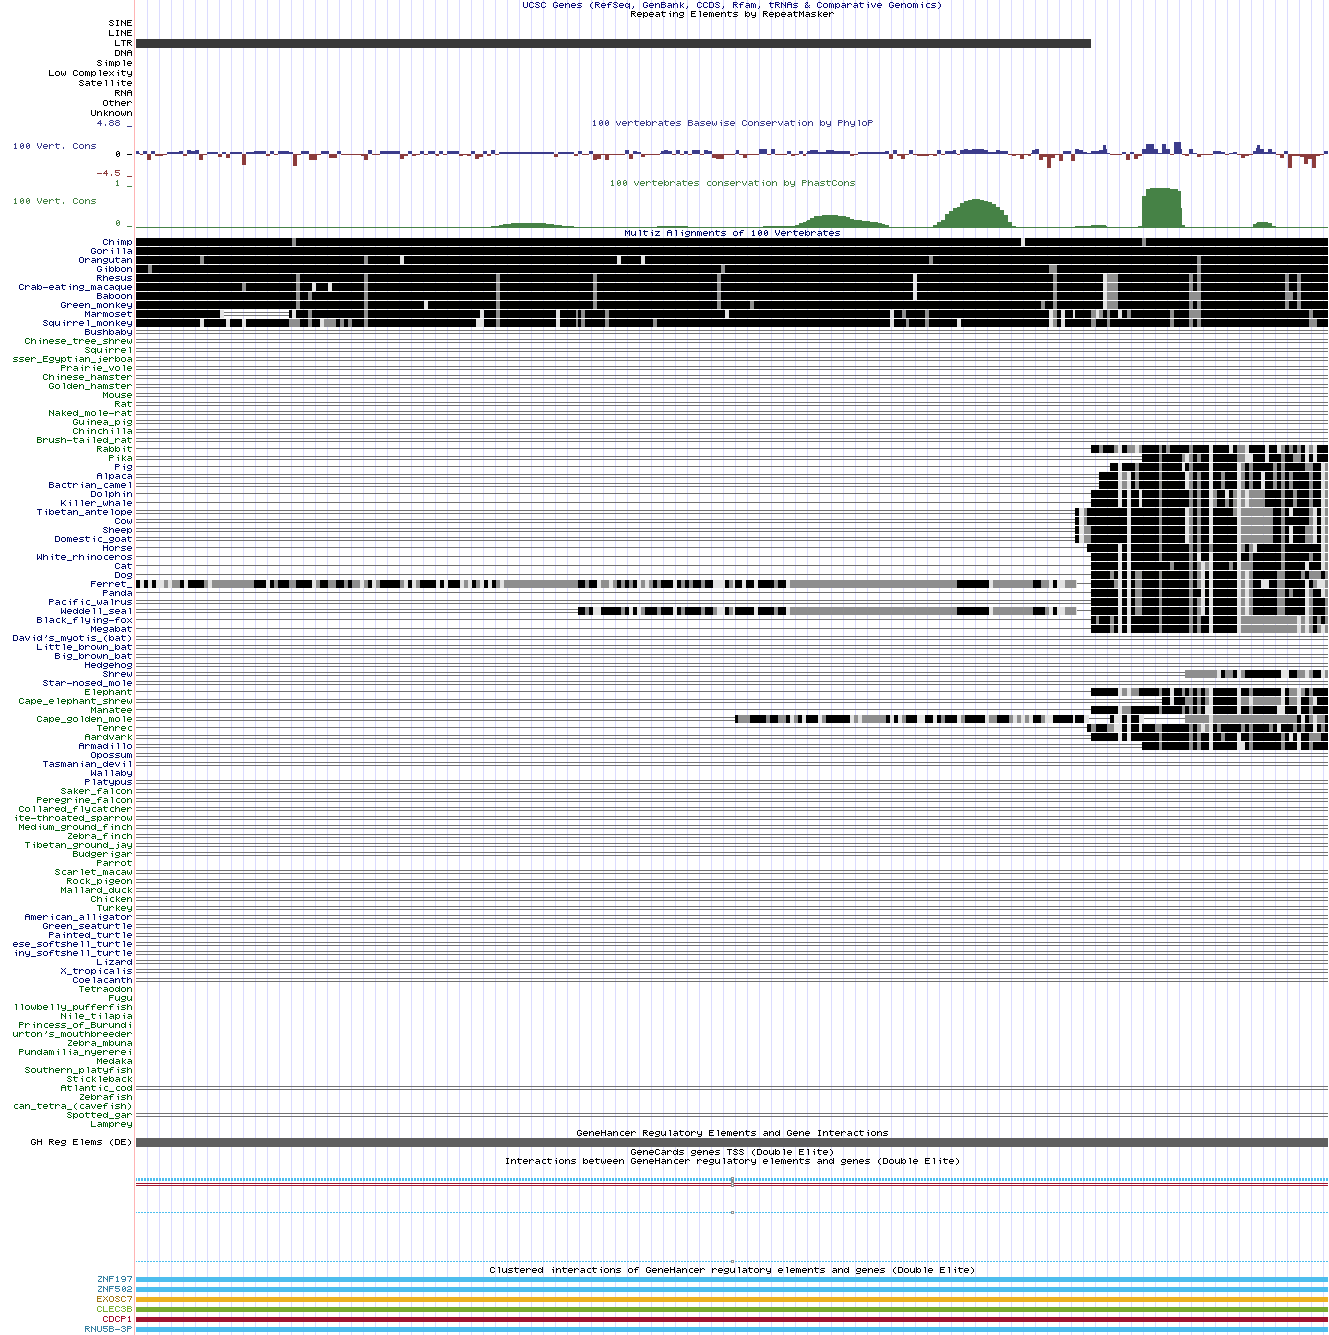 UCSC Genes (RefSeq, GenBank, CCDS, Rfam, tRNAs & Comparative Genomics)
Repeating Elements by RepeatMasker
SINE
LINE
LTR
DNA
Simple
Low Complexity
Satellite
RNA
Other
Unknown
4.88 _
100 vertebrates Basewise Conservation by PhyloP
100 Vert. Cons
0 _
-4.5 _
1 _
100 vertebrates conservation by PhastCons
100 Vert. Cons
0 _
Multiz Alignments of 100 Vertebrates
Chimp
Gorilla
Orangutan
Gibbon
Rhesus
Crab-eating_macaque
Baboon
Green_monkey
Marmoset
Squirrel_monkey
Bushbaby
Chinese_tree_shrew
Squirrel
sser_Egyptian_jerboa
Prairie_vole
Chinese_hamster
Golden_hamster
Mouse
Rat
Naked_mole-rat
Guinea_pig
Chinchilla
Brush-tailed_rat
Rabbit
Pika
Pig
Alpaca
Bactrian_camel
Dolphin
Killer_whale
Tibetan_antelope
Cow
Sheep
Domestic_goat
Horse
White_rhinoceros
Cat
Dog
Ferret_
Panda
Pacific_walrus
Weddell_seal
Black_flying-fox
Megabat
David's_myotis_(bat)
Little_brown_bat
Big_brown_bat
Hedgehog
Shrew
Star-nosed_mole
Elephant
Cape_elephant_shrew
Manatee
Cape_golden_mole
Tenrec
Aardvark
Armadillo
Opossum
Tasmanian_devil
Wallaby
Platypus
Saker_falcon
Peregrine_falcon
Collared_flycatcher
ite-throated_sparrow
Medium_ground_finch
Zebra_finch
Tibetan_ground_jay
Budgerigar
Parrot
Scarlet_macaw
Rock_pigeon
Mallard_duck
Chicken
Turkey
American_alligator
Green_seaturtle
Painted_turtle
ese_softshell_turtle
iny_softshell_turtle
Lizard
X_tropicalis
Coelacanth
Tetraodon
Fugu
llowbelly_pufferfish
Nile_tilapia
Princess_of_Burundi
urton's_mouthbreeder
Zebra_mbuna
Pundamilia_nyererei
Medaka
Southern_platyfish
Stickleback
Atlantic_cod
Zebrafish
can_tetra_(cavefish)
Spotted_gar
Lamprey
GeneHancer Regulatory Elements and Gene Interactions
GH Reg Elems (DE)
GeneCards genes TSS (Double Elite)
Interactions between GeneHancer regulatory elements and genes (Double Elite)
Clustered interactions of GeneHancer regulatory elements and genes (Double Elite)
ZNF197
ZNF502
EXOSC7
CLEC3B
CDCP1
RNU5B-3P